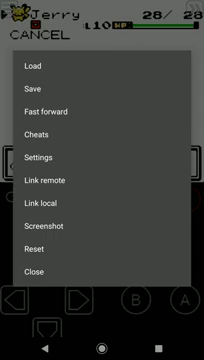 Jerry 28/ 28
L10 HP
CANCEL
Load
Save
Fast forward
Cheats
Settings
Link remote
Link local
Screenshot
Reset
Close
B A